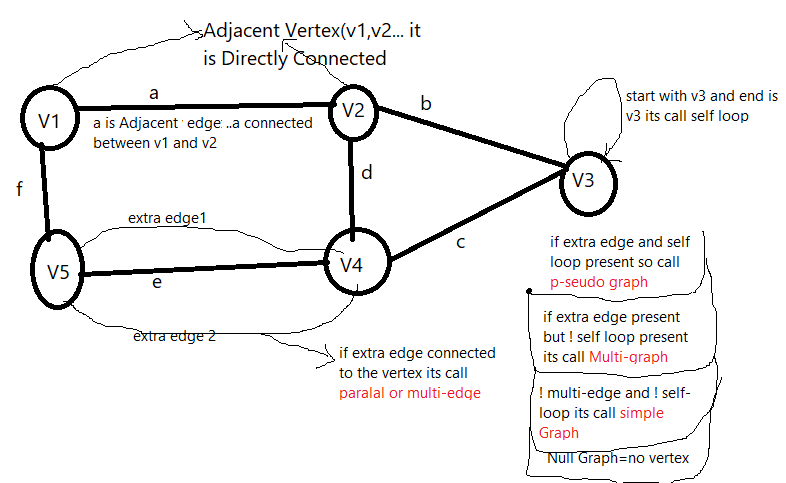 Adjacent Vertex(v1,v2... it
is Directly Connected
a
b
V1
V2
a is Adjacent edge ..a connected
between v1 and v2
start with v3 and end is
v3 its call self loop
d
V3
f
extra edge1
c
V5
V4
e
extra edge 2
if extra edge connected
to the vertex its call
paralal or multi-edge
if extra edge and self
loop present so call
p-seudo graph
if extra edge present
but ! self loop present
its call Multi-graph
! multi-edge and ! self-
loop its call simple
Graph
Null Graph=no vertex